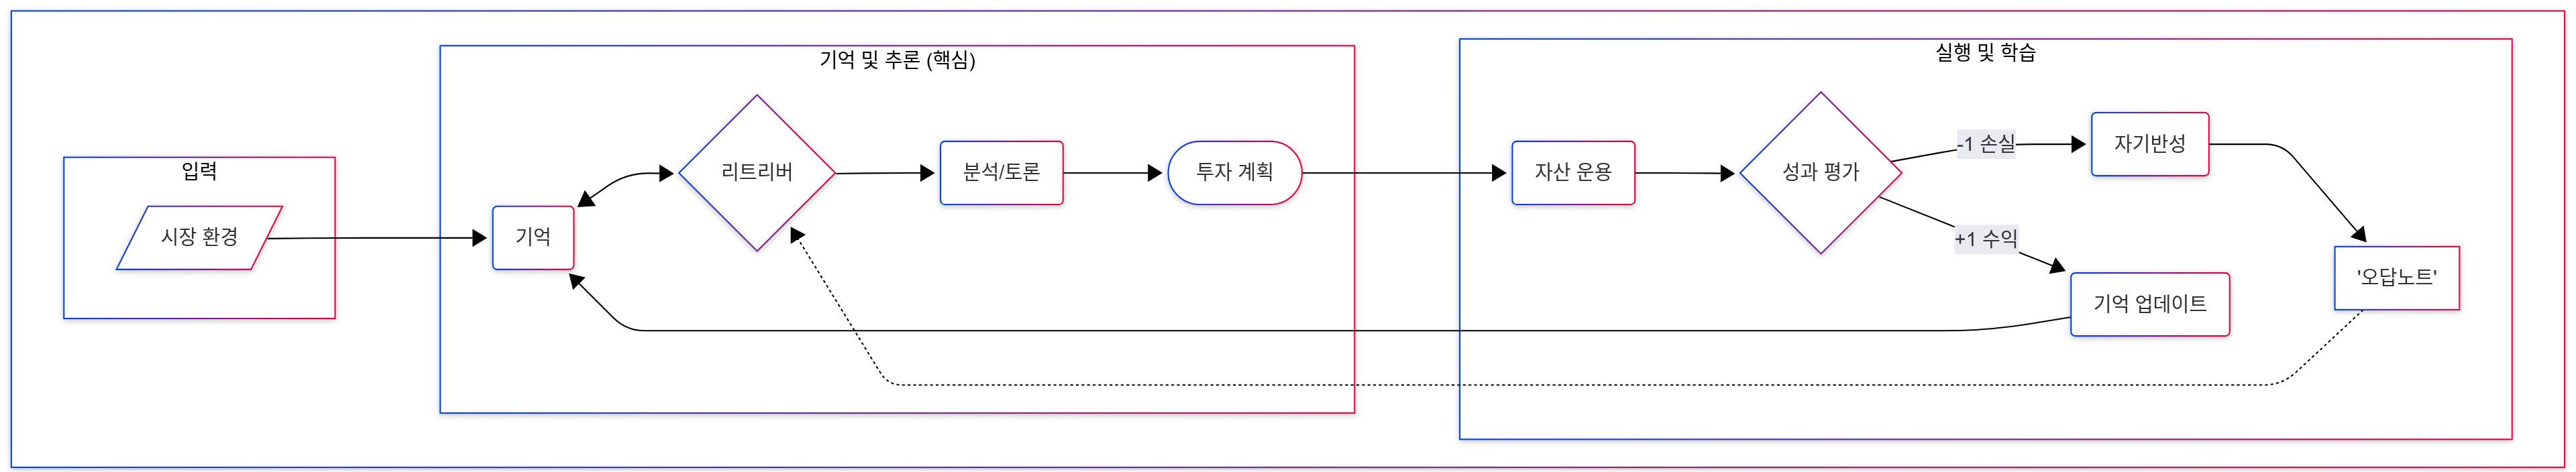 입력
시장 환경
기억 및 추론 (핵심)
기억
리트리버
분석/토론
투자 계획
실행 및 학습
자산 운용
성과 평가
-1 손실
+1 수익
자기반성
기억 업데이트
'오답노트'